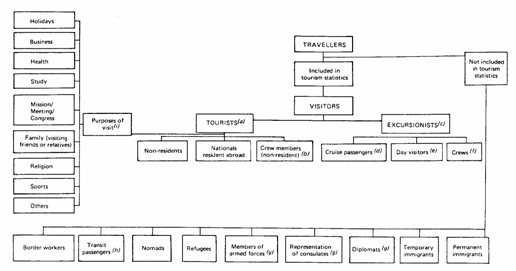 Holidays
Business
Health
Study
Mission/
Meeting/
Congress
Family (visiting
friends or relatives)
Religion
Sports
Others
Purposes of
visit(i)
TRAVELLERS
Included in
tourism statistics
VISITORS
Not included
in tourism
statistics
TOURISTS(a)
EXCURSIONISTS(c)
Non-residents
Nationals
resident abroad
Crew members
(non-resident) (b)
Cruise passengers (d)
Day visitors (e)
Crews (f)
Border workers
Transit
passengers (h)
Nomads
Refugees
Members of
armed forces (g)
Representation
of consulates (g)
Diplomats (g)
Temporary
immigrants
Permanent
immigrants